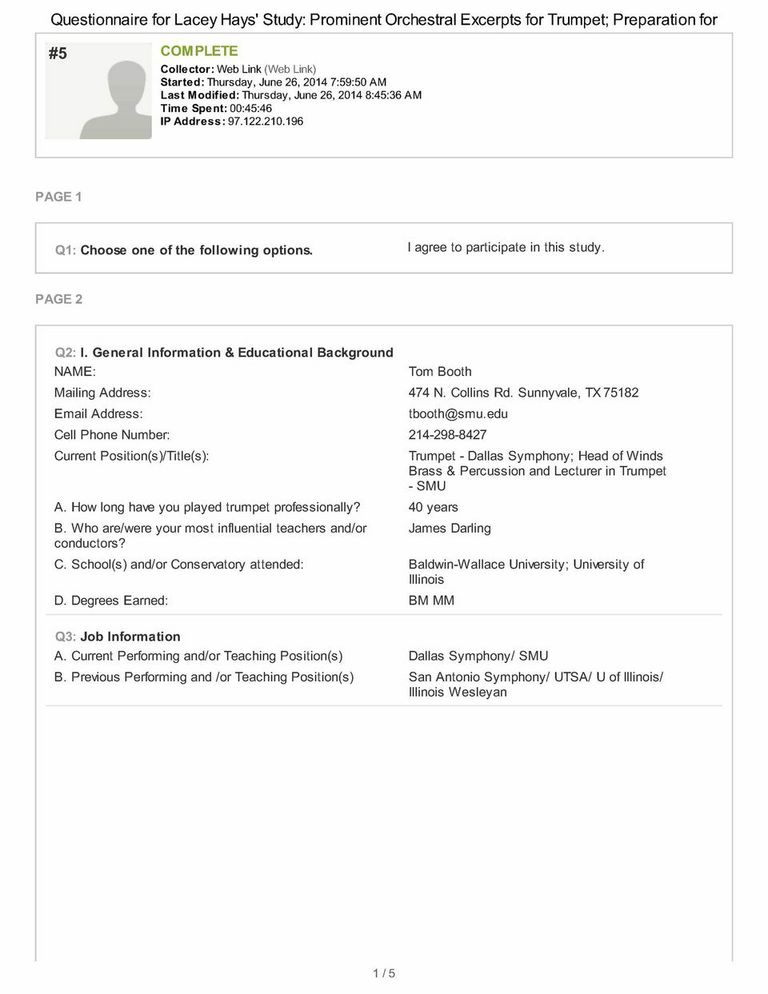 Questionnaire for Lacey Hays' Study: Prominent Orchestral Excerpts for Trumpet; Preparation for
#5
COMPLETE
Collector: Web Link (Web Link)
Started: Thursday, June 26, 2014 7:59:50 AM
Last Modified: Thursday, June 26, 2014 8:45:36 AM
Time Spent: 00:45:46
IP Address: 97.122.210.196
PAGE 1
Q1: Choose one of the following options. I agree to participate in this study.
PAGE 2
Q2: I. General Information & Educational Background
NAME: Tom Booth
Mailing Address: 474 N. Collins Rd. Sunnyvale, TX 75182
Email Address: tbooth@smu.edu
Cell Phone Number: 214-298-8427
Current Position(s)/Title(s): Trumpet - Dallas Symphony; Head of Winds
Brass & Percussion and Lecturer in Trumpet
- SMU
A. How long have you played trumpet professionally? 40 years
B. Who are/were your most influential teachers and/or James Darling
conductors?
C. School(s) and/or Conservatory attended: Baldwin-Wallace University; University of
Illinois
D. Degrees Earned: BM MM
Q3: Job Information
A. Current Performing and/or Teaching Position(s) Dallas Symphony/ SMU
B. Previous Performing and /or Teaching Position(s) San Antonio Symphony/ UTSA/ U of Illinois/
Illinois Wesleyan
1 / 5